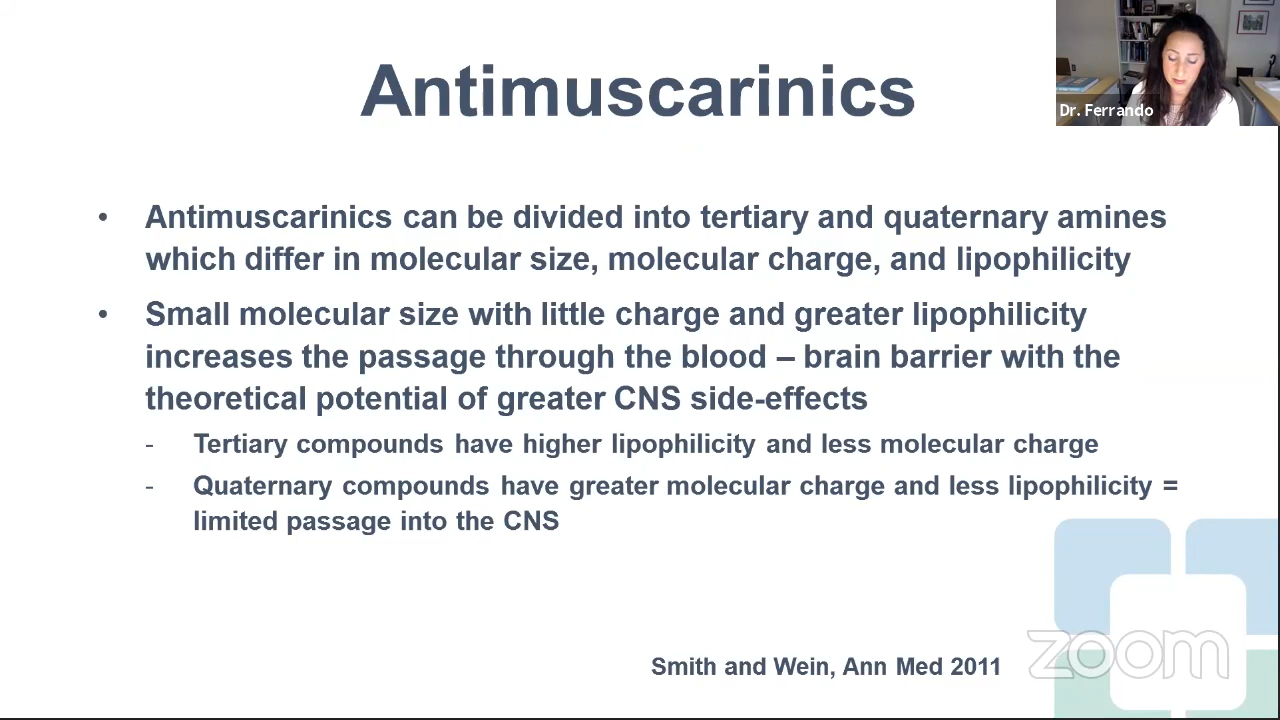 Antimuscarinics
Dr. Ferrando
• Antimuscarinics can be divided into tertiary and quaternary amines
which differ in molecular size, molecular charge, and lipophilicity
• Small molecular size with little charge and greater lipophilicity
increases the passage through the blood – brain barrier with the
theoretical potential of greater CNS side-effects
- Tertiary compounds have higher lipophilicity and less molecular charge
- Quaternary compounds have greater molecular charge and less lipophilicity =
limited passage into the CNS
Smith and Wein, Ann Med 2011
zoom